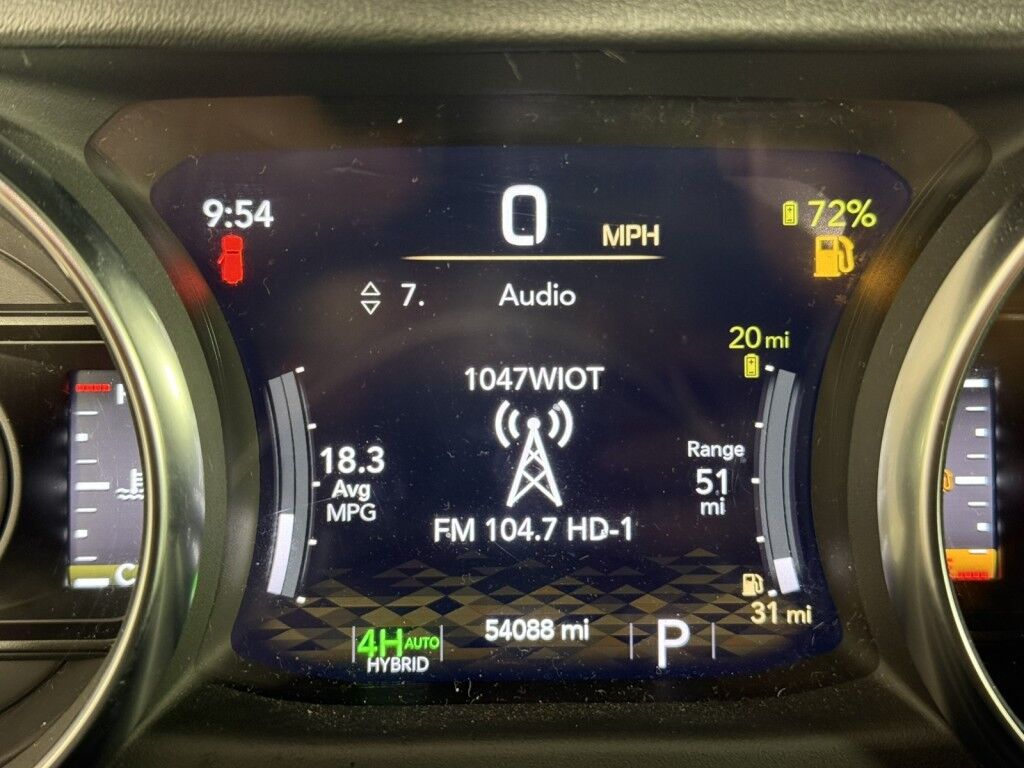 9:54
0
MPH
72%
7.
Audio
20 mi
1047WIOT
18.3
Avg
MPG
Range
51
mi
FM 104.7 HD-1
31 mi
4H AUTO
HYBRID
54088 mi
P
C